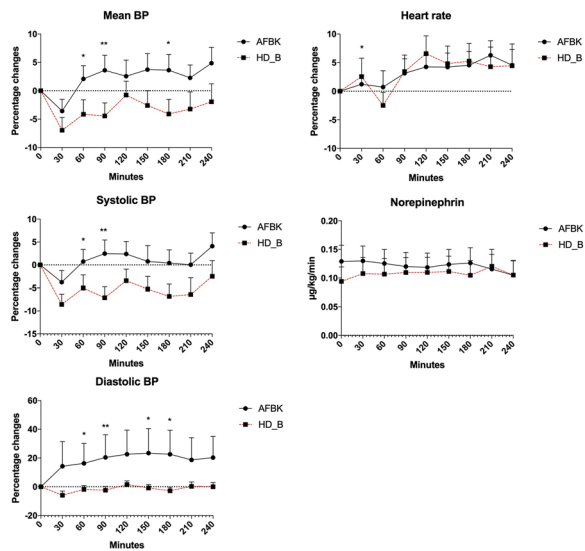 Mean BP
* ** *
AFBK
HD_B
Percentage changes
10
5
0
-5
-10
0 30 60 90 120 150 180 210 240
Minutes
Heart rate
*
AFBK
HD_B
Percentage changes
10
5
0
-5
-10
0 30 60 90 120 150 180 210 240
Minutes
Systolic BP
* **
AFBK
HD_B
Percentage changes
10
5
0
-5
-10
-15
0 30 60 90 120 150 180 210 240
Minutes
Norepinephrin
AFBK
HD_B
µg/kg/min
0.20
0.15
0.10
0.05
0.00
0 30 60 90 120 150 180 210 240
Minutes
Diastolic BP
* ** * *
AFBK
HD_B
Percentage changes
60
40
20
0
-20
0 30 60 90 120 150 180 210 240
Minutes